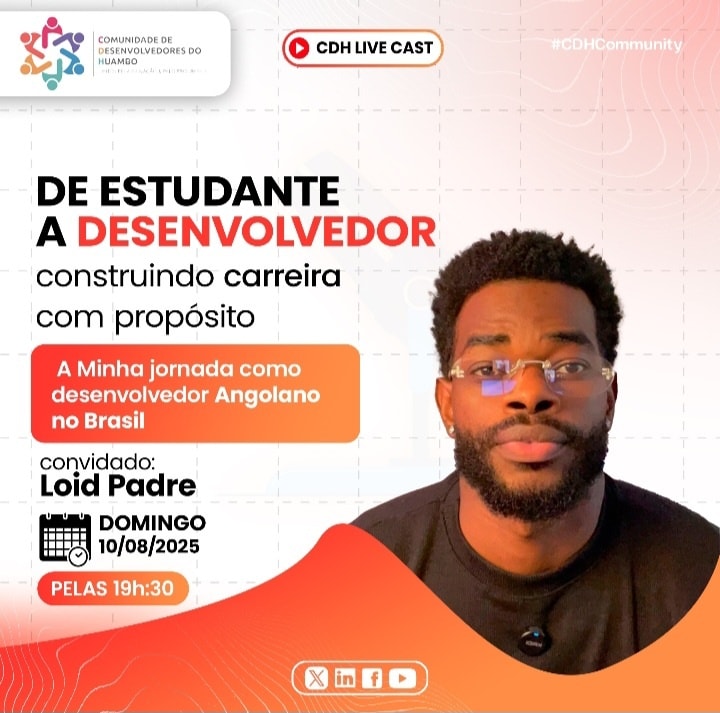 COMUNIDADE DE
DESENVOLVEDORES DO
HUAMBO
CDH LIVE CAST
#CDHCommunity
DE ESTUDANTE
A DESENVOLVEDOR
construindo carreira
com propósito
A Minha jornada como
desenvolvedor Angolano
no Brasil
convidado:
Loid Padre
DOMINGO
10/08/2025
PELAS 19h:30